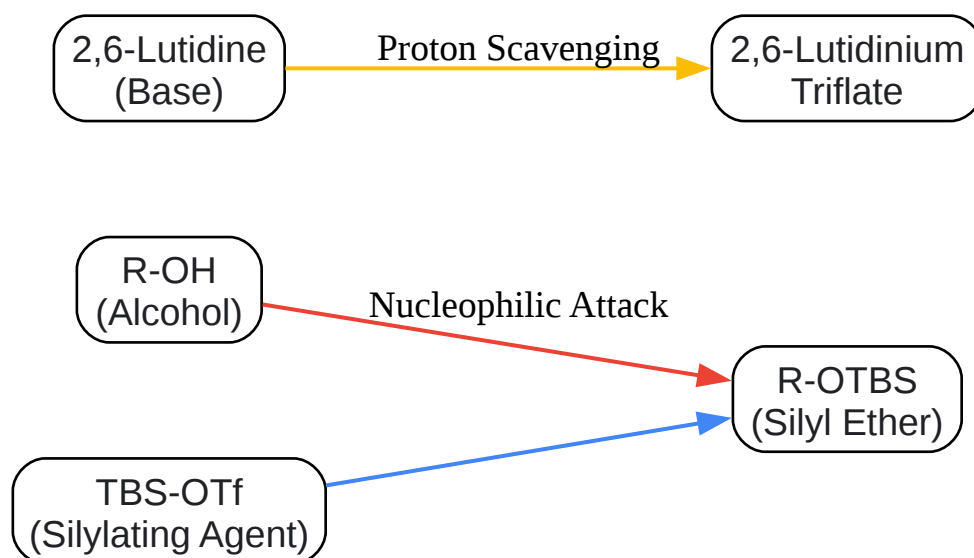 2,6-Lutidine
(Base)
Proton Scavenging
2,6-Lutidinium
Triflate
R-OH
(Alcohol)
Nucleophilic Attack
R-OTBS
(Silyl Ether)
TBS-OTf
(Silylating Agent)